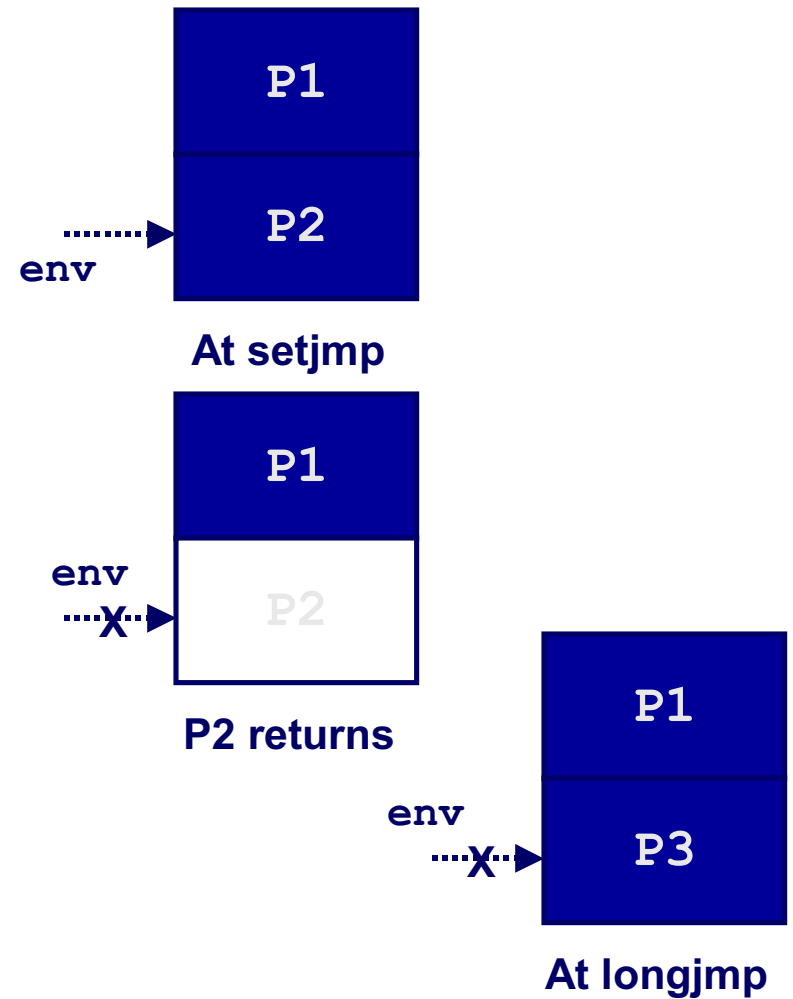 P1
P2
env
At setjmp
P1
env
X
P2
P2 returns
P1
env
X
P3
At longjmp